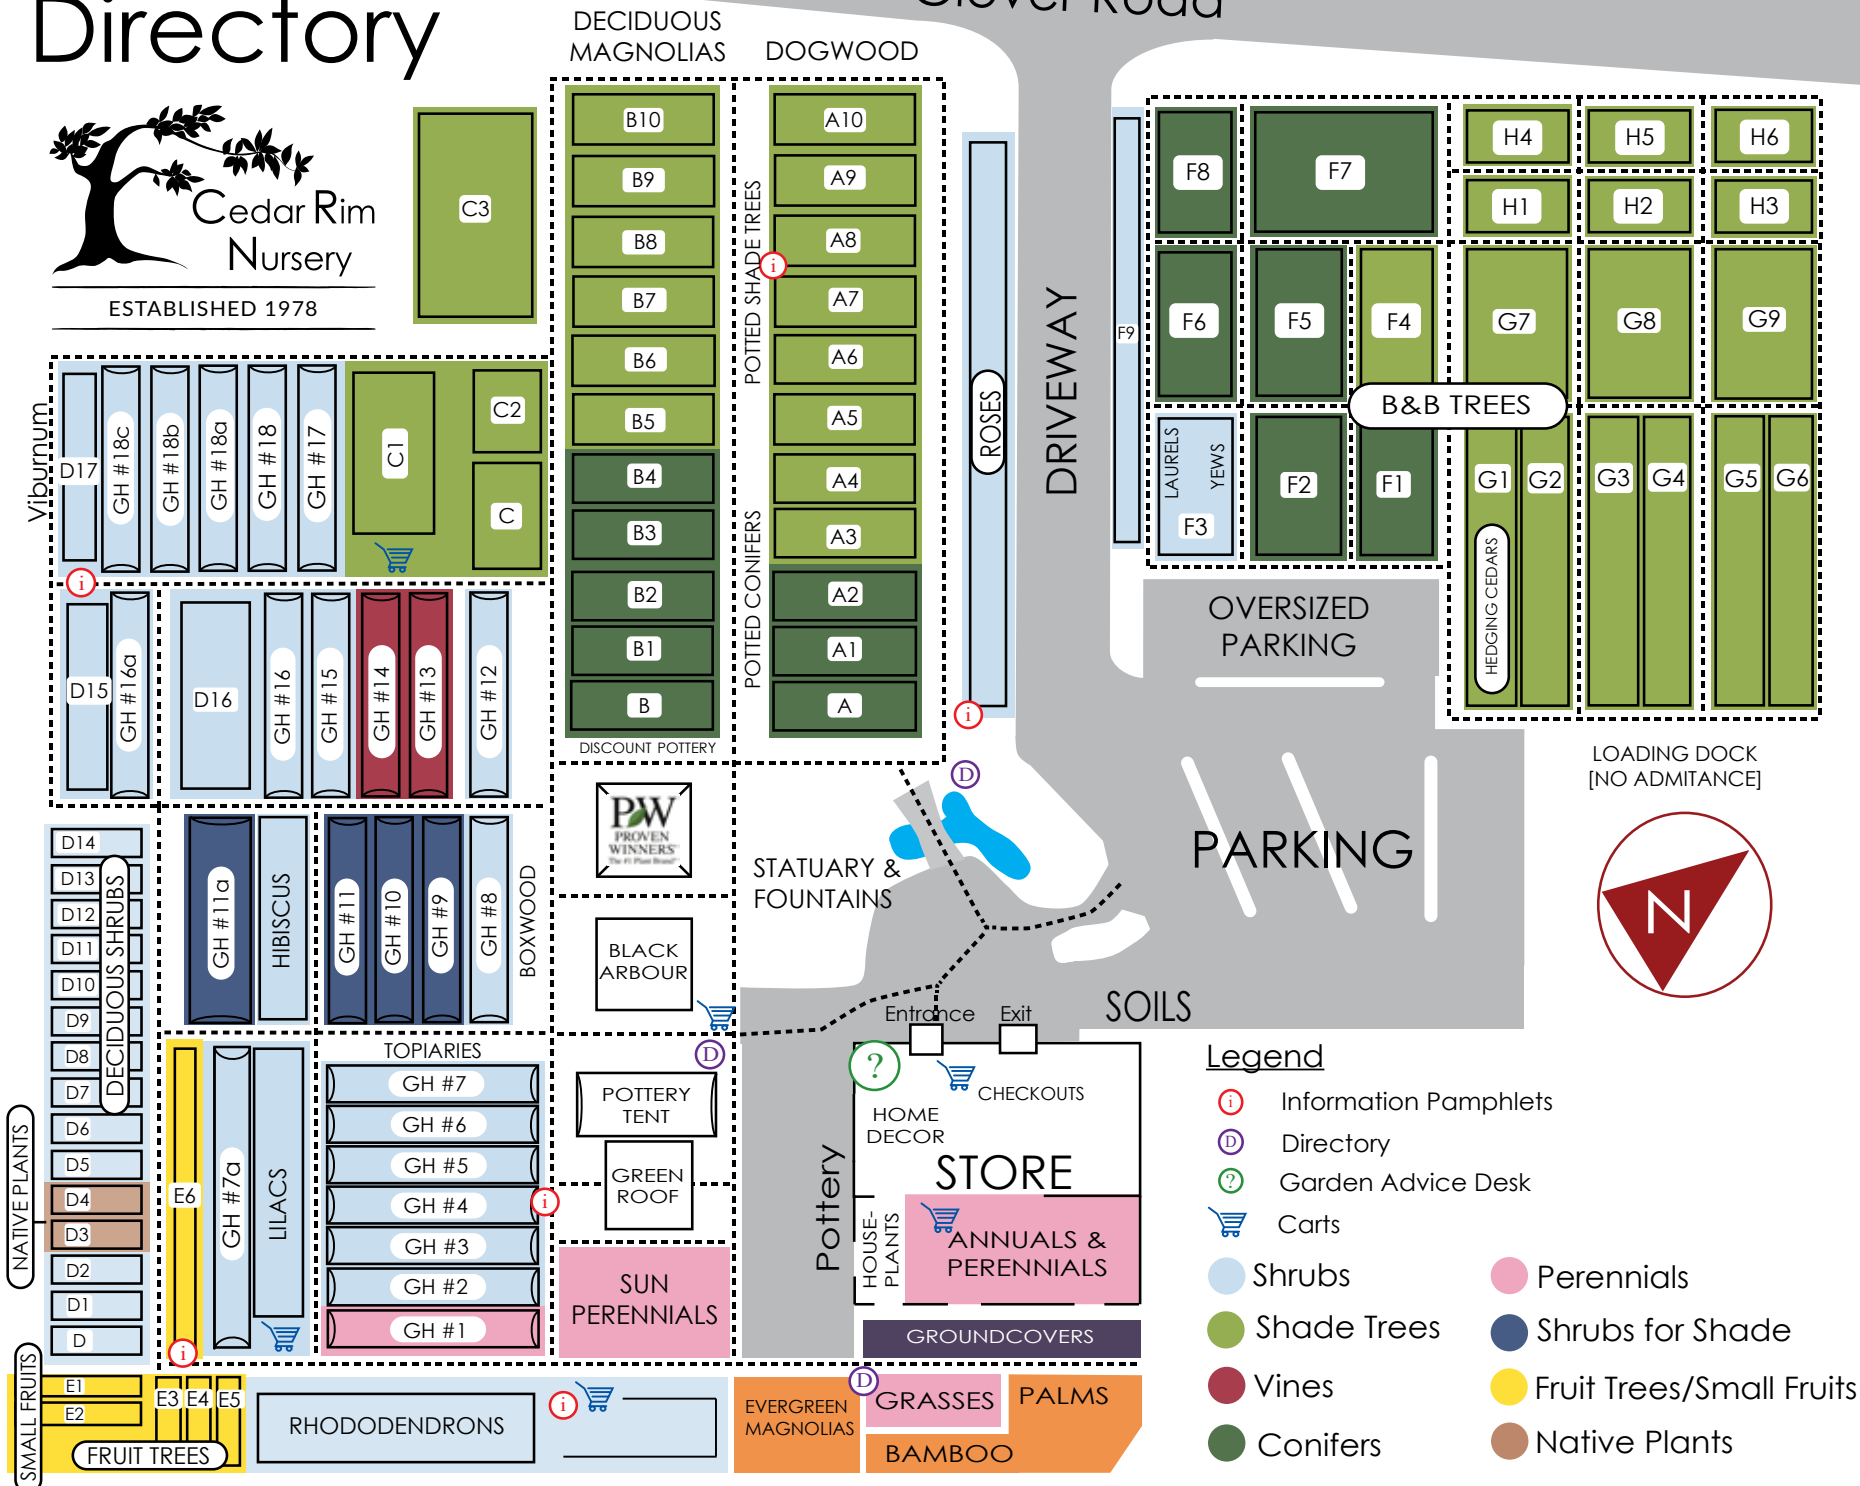 Directory
Clover Road
DECIDUOUS
MAGNOLIAS
DOGWOOD
Cedar Rim
Nursery
ESTABLISHED 1978
C3
B10
B9
B8
B7
B6
B5
B4
B3
B2
B1
B
DISCOUNT POTTERY
POTTED SHADE TREES
POTTED CONIFERS
A10
A9
A8
i
A7
A6
A5
A4
A3
A2
A1
A
ROSES
i
DRIVEWAY
F9
F8
F7
F6
F5
F4
B&B TREES
LAURELS
YEWS
F3
F2
F1
H4
H5
H6
H1
H2
H3
G7
G8
G9
G1
G2
G3
G4
G5
G6
HEDGING CEDARS
OVERSIZED
PARKING
LOADING DOCK
[NO ADMITANCE]
PARKING
N
Viburnum
D17
GH #18c
GH #18b
GH #18a
GH #18
GH #17
C1
C2
C
i
D15
GH #16a
D16
GH #16
GH #15
GH #14
GH #13
GH #12
D14
D13
D12
D11
D10
D9
D8
D7
D6
D5
D4
D3
D2
D1
D
DECIDUOUS SHRUBS
NATIVE PLANTS
GH #11a
HIBISCUS
GH #11
GH #10
GH #9
GH #8
BOXWOOD
PW
PROVEN
WINNERS
The #1 Plant Brand
BLACK
ARBOUR
STATUARY &
FOUNTAINS
D
SOILS
Entrance
Exit
E6
GH #7a
LILACS
i
TOPIARIES
GH #7
GH #6
GH #5
GH #4
GH #3
GH #2
GH #1
i
D
POTTERY
TENT
GREEN
ROOF
SUN
PERENNIALS
Pottery
?
CHECKOUTS
HOME
DECOR
STORE
HOUSE-
PLANTS
ANNUALS &
PERENNIALS
GROUNDCOVERS
SMALL FRUITS
E1
E2
E3
E4
E5
FRUIT TREES
RHODODENDRONS
i
EVERGREEN
MAGNOLIAS
D
GRASSES
PALMS
BAMBOO
Legend
i
Information Pamphlets
D
Directory
?
Garden Advice Desk
Carts
Shrubs
Perennials
Shade Trees
Shrubs for Shade
Vines
Fruit Trees/Small Fruits
Conifers
Native Plants